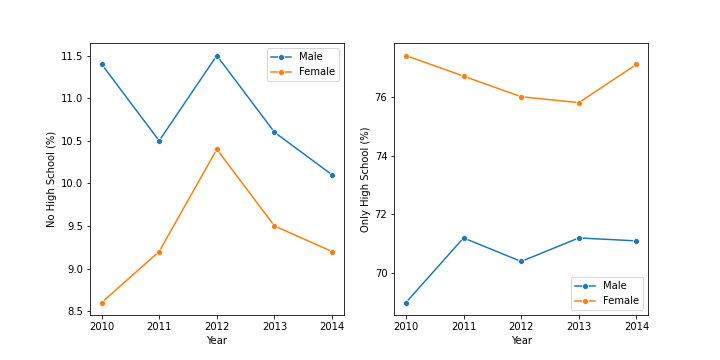 11.5
11.0
10.5
10.0
9.5
9.0
8.5
No High School (%)
2010 2011 2012 2013 2014
Year
Male
Female
76
74
72
70
Only High School (%)
2010 2011 2012 2013 2014
Year
Male
Female